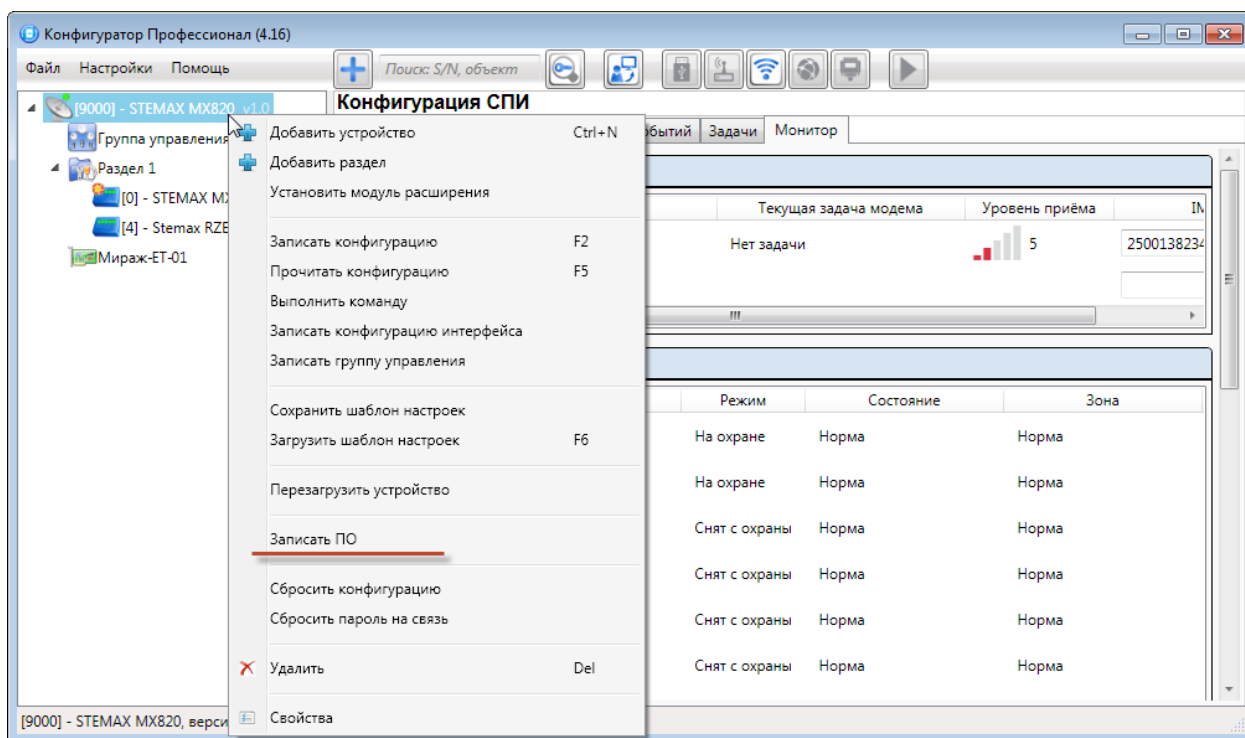 Конфигуратор Профессионал (4.16)
Файл Настройки Помощь
Поиск: S/N, объект
[9000] - STEMAX MX820 v1.0
Конфигурация СПИ
Группа управления
Раздел 1
[0] - STEMAX MX
[4] - Stemax RZE
Мираж-ET-01
Добавить устройство Ctrl+N
Добавить раздел
Установить модуль расширения
Записать конфигурацию F2
Прочитать конфигурацию F5
Выполнить команду
Записать конфигурацию интерфейса
Записать группу управления
Сохранить шаблон настроек
Загрузить шаблон настроек F6
Перезагрузить устройство
Записать ПО
Сбросить конфигурацию
Сбросить пароль на связь
Удалить Del
Свойства
бытий Задачи Монитор
Текущая задача модема Уровень приёма IM
Нет задачи 5 2500138234
Режим Состояние Зона
На охране Норма Норма
На охране Норма Норма
Снят с охраны Норма Норма
Снят с охраны Норма Норма
Снят с охраны Норма Норма
Снят с охраны Норма Норма
[9000] - STEMAX MX820, верси